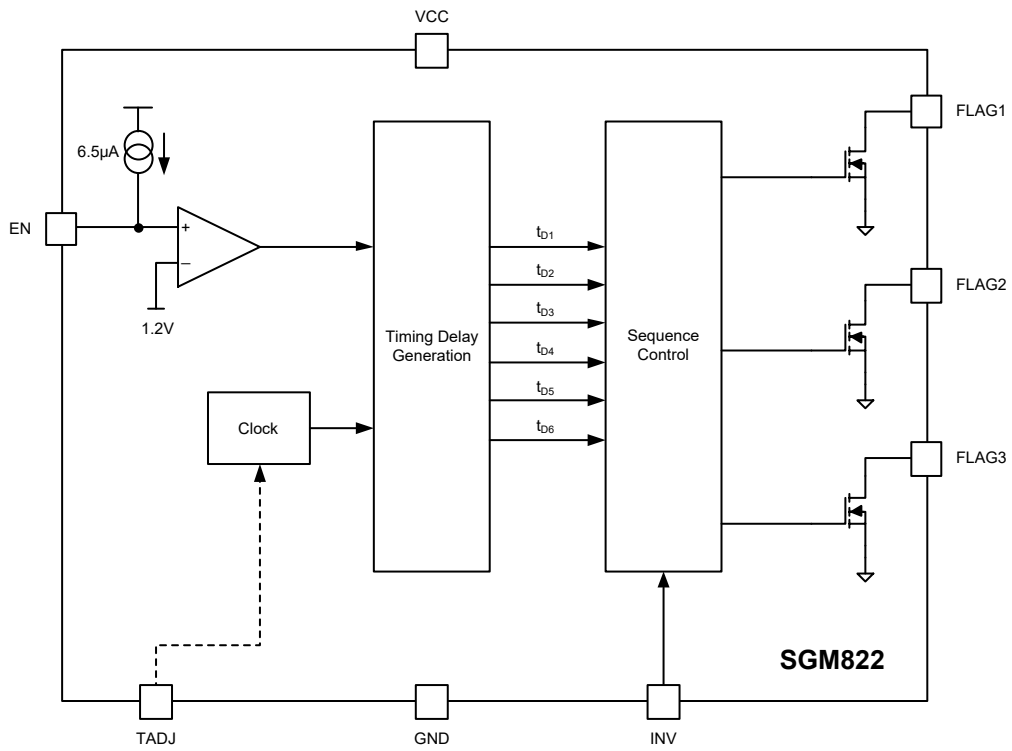 VCC
FLAG1
6.5µA
EN
+
–
1.2V
tD1
tD2
tD3
tD4
tD5
tD6
Timing Delay
Generation
Sequence
Control
FLAG2
Clock
FLAG3
SGM822
TADJ
GND
INV